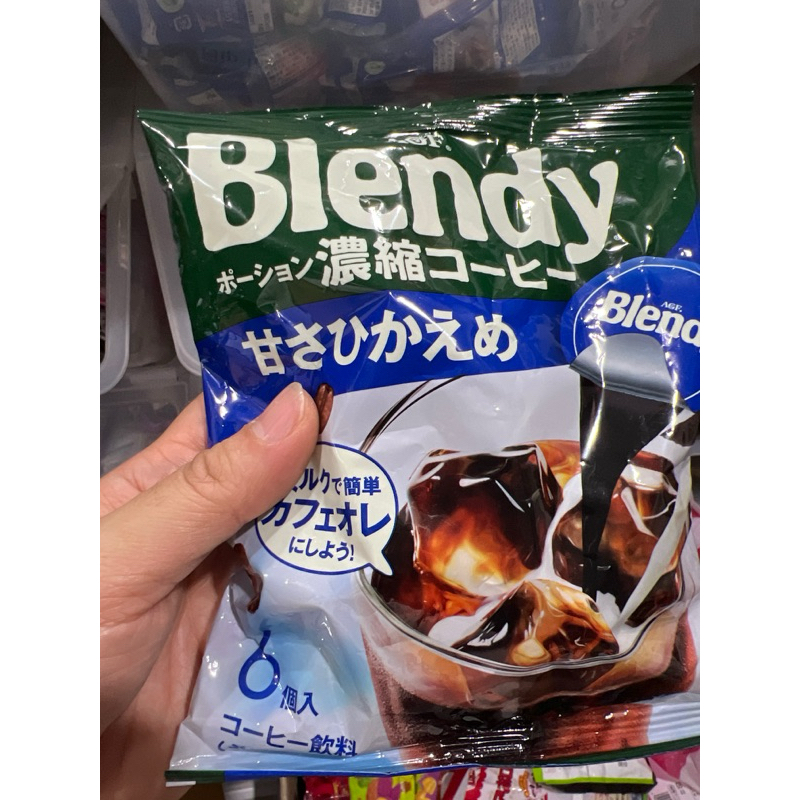 AGF.
Blendy
ポーション濃縮コーヒー
甘さひかえめ
AGF.
Blend
ミルクで簡単
カフェオレ
にしよう!
6個入
コーヒー飲料